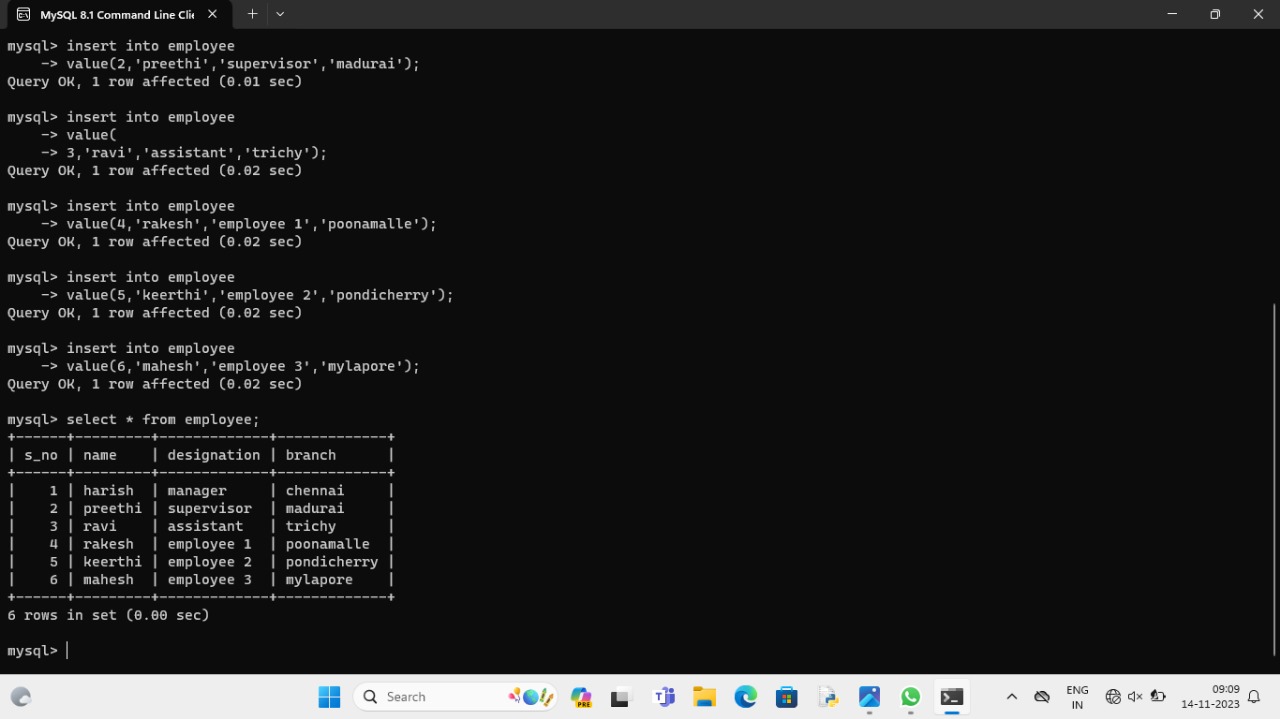 MySQL 8.1 Command Line Clie
mysql> insert into employee
    -> value(2,'preethi','supervisor','madurai');
Query OK, 1 row affected (0.01 sec)

mysql> insert into employee
    -> value(
    -> 3,'ravi','assistant','trichy');
Query OK, 1 row affected (0.02 sec)

mysql> insert into employee
    -> value(4,'rakesh','employee 1','poonamalle');
Query OK, 1 row affected (0.02 sec)

mysql> insert into employee
    -> value(5,'keerthi','employee 2','pondicherry');
Query OK, 1 row affected (0.02 sec)

mysql> insert into employee
    -> value(6,'mahesh','employee 3','mylapore');
Query OK, 1 row affected (0.02 sec)

mysql> select * from employee;
+------+---------+-------------+-------------+
| s_no | name    | designation | branch      |
+------+---------+-------------+-------------+
|    1 | harish  | manager     | chennai     |
|    2 | preethi | supervisor  | madurai     |
|    3 | ravi    | assistant   | trichy      |
|    4 | rakesh  | employee 1  | poonamalle  |
|    5 | keerthi | employee 2  | pondicherry |
|    6 | mahesh  | employee 3  | mylapore    |
+------+---------+-------------+-------------+
6 rows in set (0.00 sec)

mysql>
Search
PRE
ENG
IN
09:09
14-11-2023